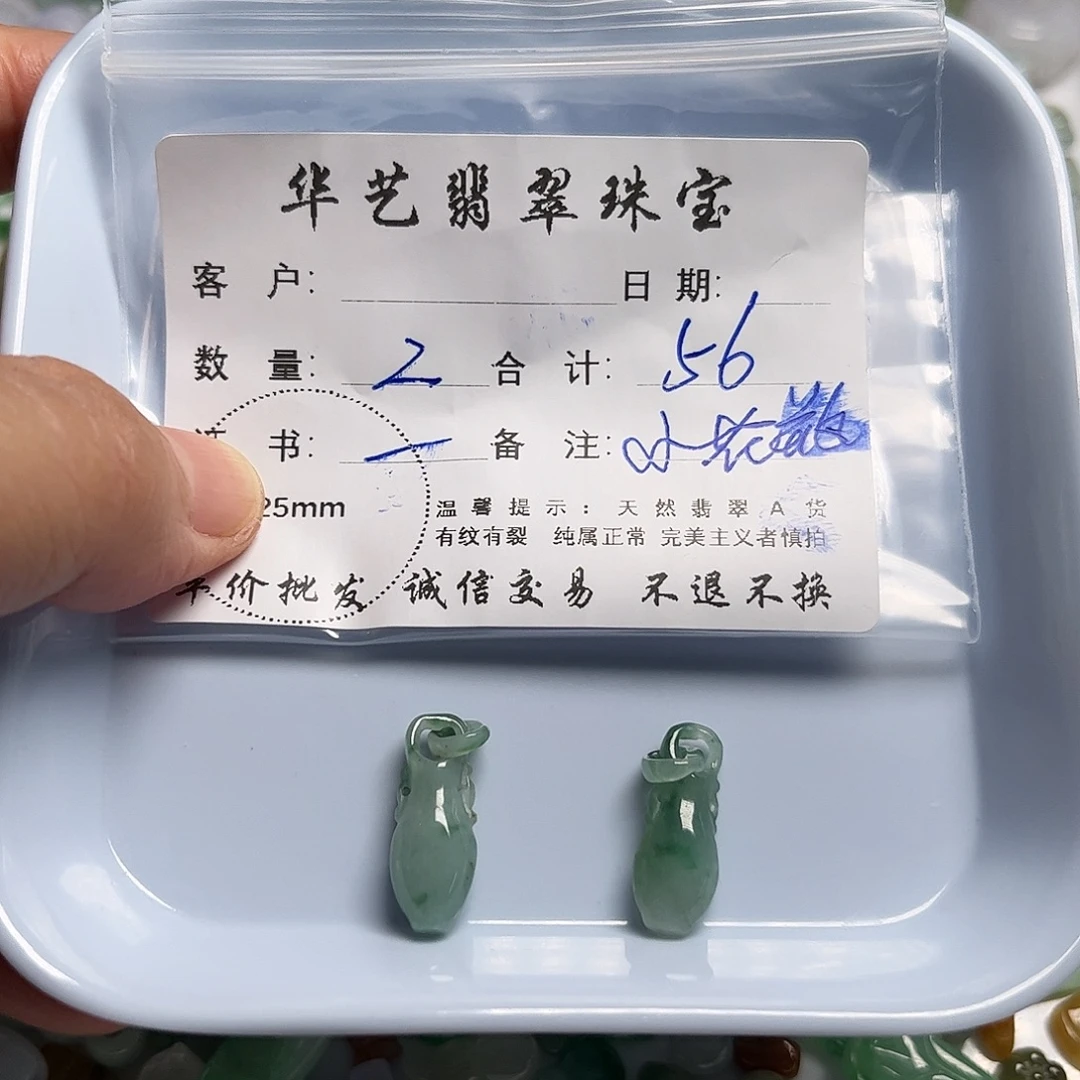 华艺翡翠珠宝
客户: 日期:
数量: 2 合计: 56
书: 一 备注: 小
25mm 温馨提示:天然翡翠A货
有纹有裂 纯属正常 完美主义者慎拍
价批发 诚信交易 不退不换